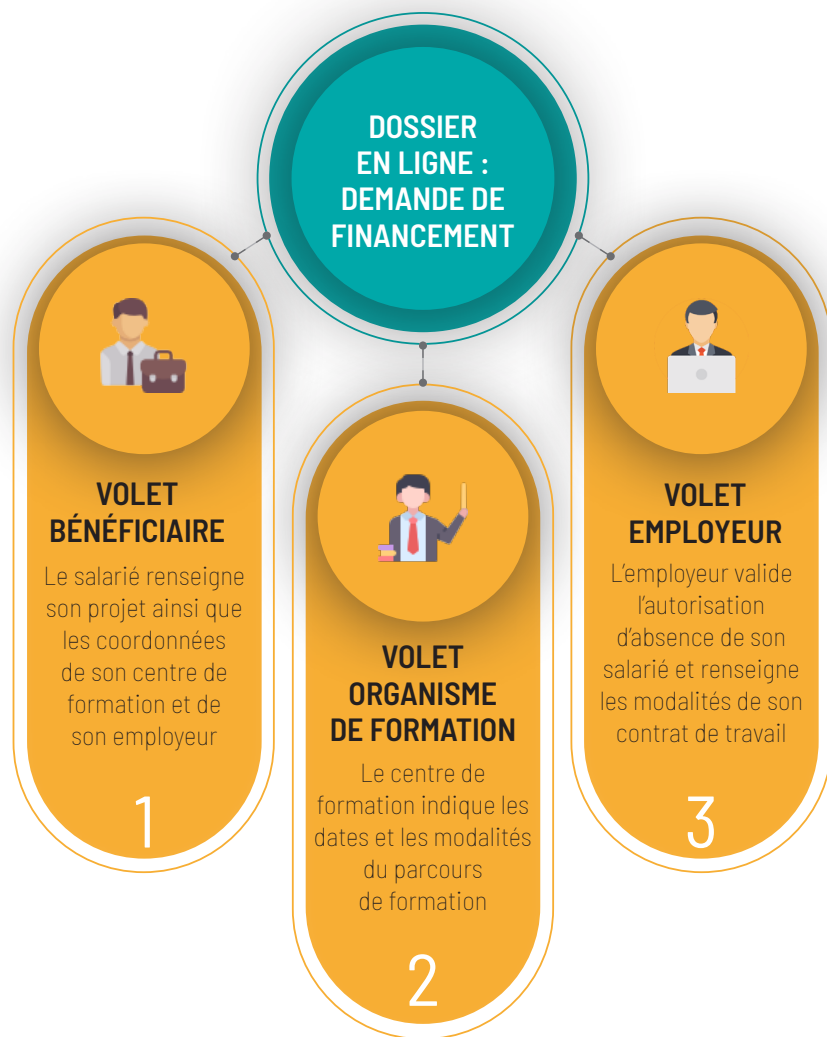 DOSSIER
EN LIGNE :
DEMANDE DE
FINANCEMENT
VOLET
BÉNÉFICIAIRE
Le salarié renseigne
son projet ainsi que
les coordonnées
de son centre de
formation et de
son employeur
1
VOLET
ORGANISME
DE FORMATION
Le centre de
formation indique les
dates et les modalités
du parcours
de formation
2
VOLET
EMPLOYEUR
L'employeur valide
l'autorisation
d'absence de son
salarié et renseigne
les modalités de son
contrat de travail
3